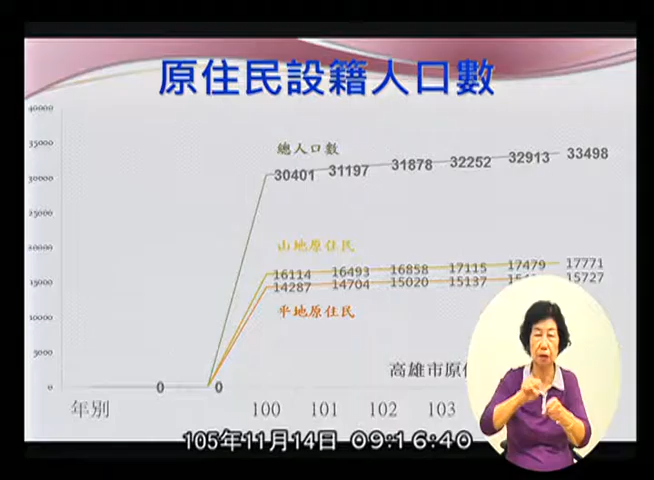 原住民設籍人口數
40000
35000
30000
25000
20000
15000
10000
5000
0
總人口數
30401 31197 31878 32252 32913 33498
山地原住民
16114 16493 16858 17115 17479 17771
14287 14704 15020 15137 15727
平地原住民
0 0
高雄市原住
年別 100 101 102 103
105年11月14日 09:16:40